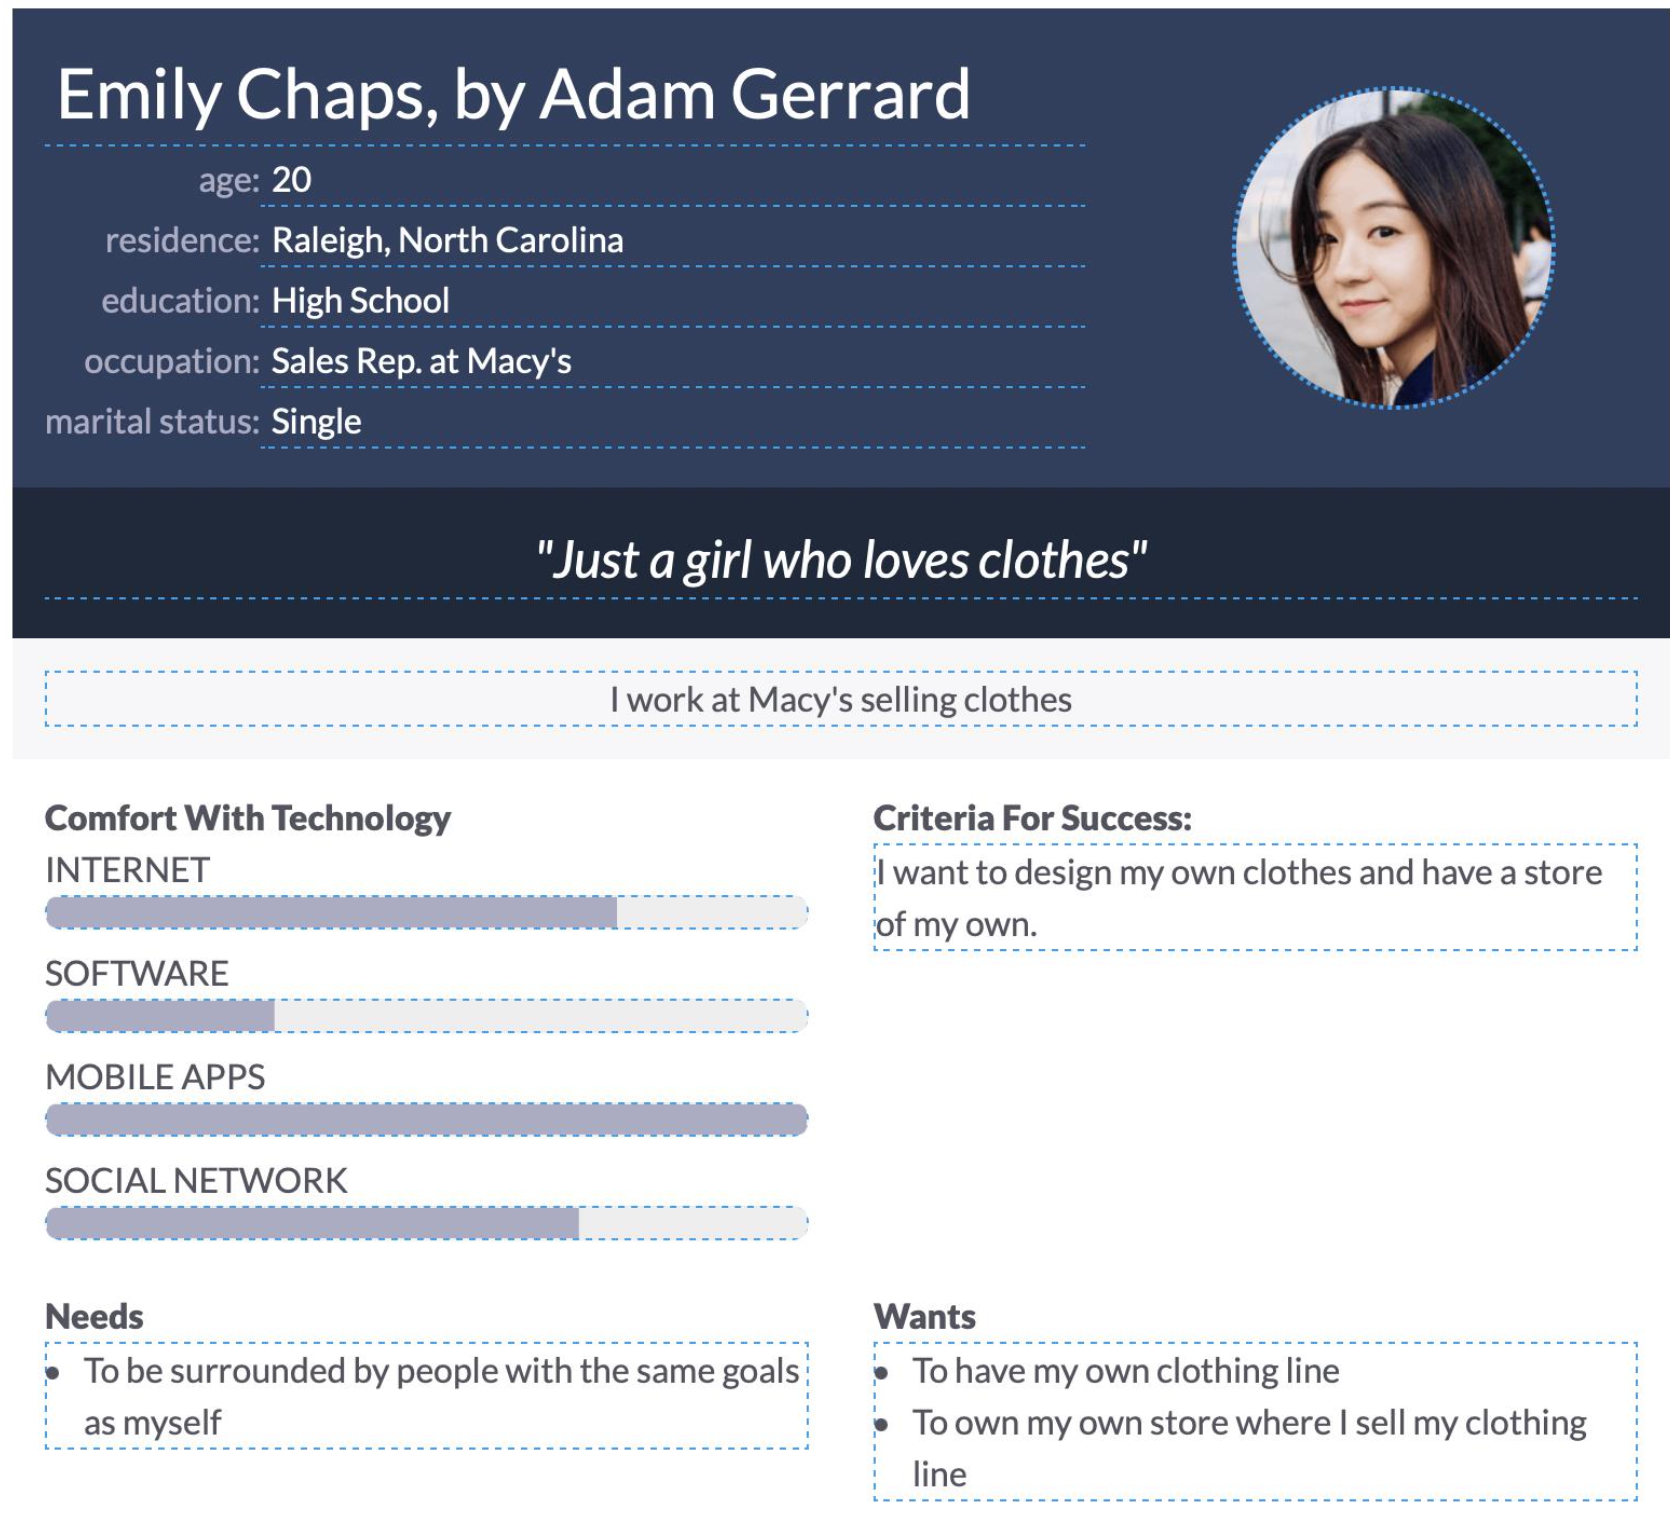 Emily Chaps, by Adam Gerrard
age: 20
residence: Raleigh, North Carolina
education: High School
occupation: Sales Rep. at Macy's
marital status: Single
"Just a girl who loves clothes"
I work at Macy's selling clothes
Comfort With Technology
INTERNET
SOFTWARE
MOBILE APPS
SOCIAL NETWORK
Criteria For Success:
I want to design my own clothes and have a store
of my own.
Needs
• To be surrounded by people with the same goals
as myself
Wants
• To have my own clothing line
• To own my own store where I sell my clothing
line